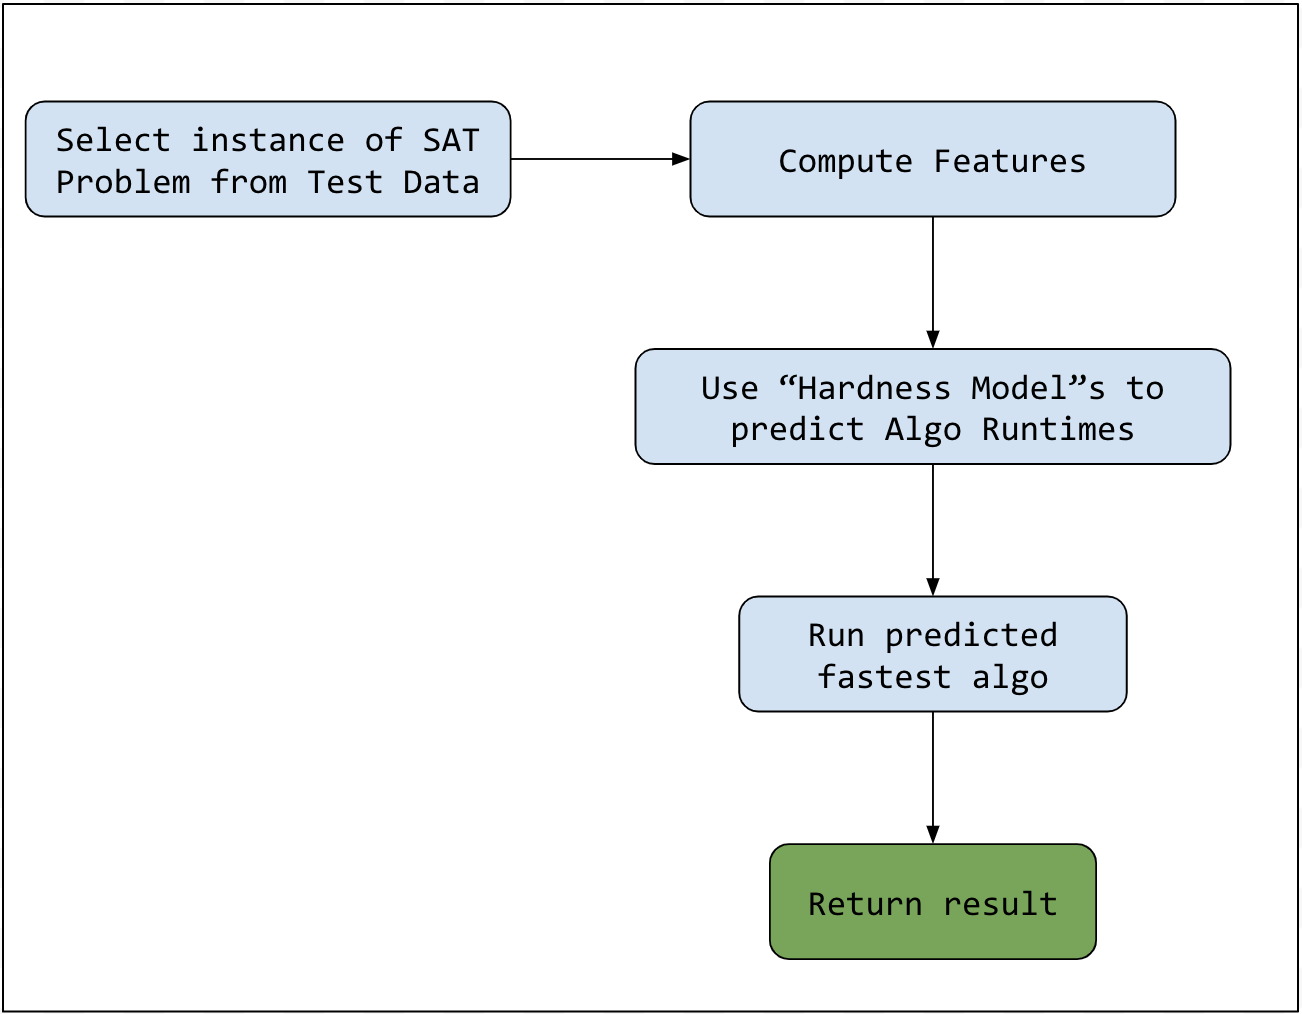 Select instance of SAT
Problem from Test Data
Compute Features
Use “Hardness Model”s to
predict Algo Runtimes
Run predicted
fastest algo
Return result